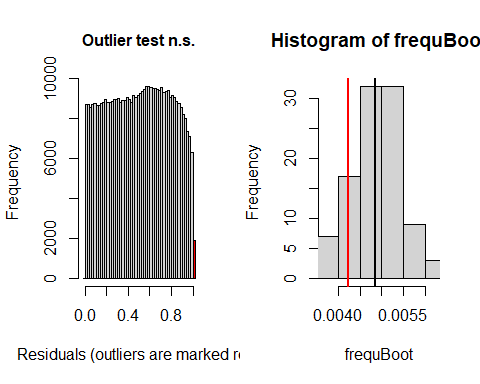 Outlier test n.s.
Frequency
0
2000
6000
10000
0.0
0.4
0.8
Residuals (outliers are marked re
Histogram of frequBoo
Frequency
0
5
10
20
30
0.0040
0.0055
frequBoot